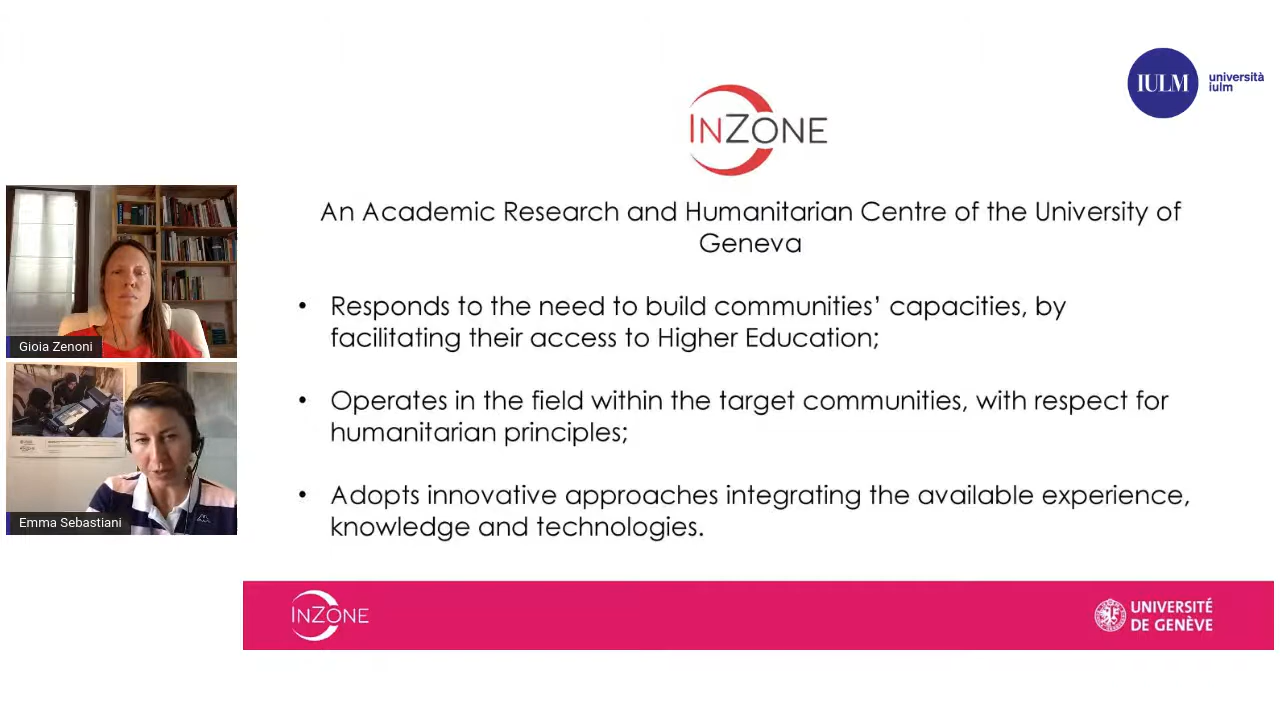 IULM
università
iulm
INZONE
An Academic Research and Humanitarian Centre of the University of
Geneva
• Responds to the need to build communities’ capacities, by
facilitating their access to Higher Education;
• Operates in the field within the target communities, with respect for
humanitarian principles;
• Adopts innovative approaches integrating the available experience,
knowledge and technologies.
Gioia Zenoni
Emma Sebastiani
INZONE
UNIVERSITÉ
DE GENÈVE